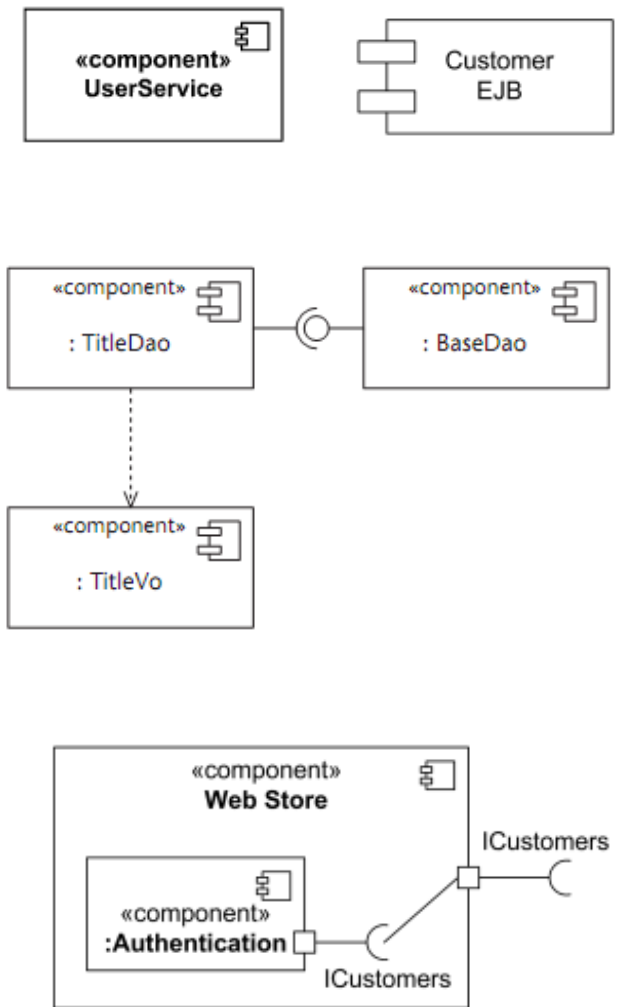 «component»
UserService
Customer
EJB
«component»
: TitleDao
«component»
: BaseDao
«component»
: TitleVo
«component»
Web Store
ICustomers
«component»
:Authentication
ICustomers